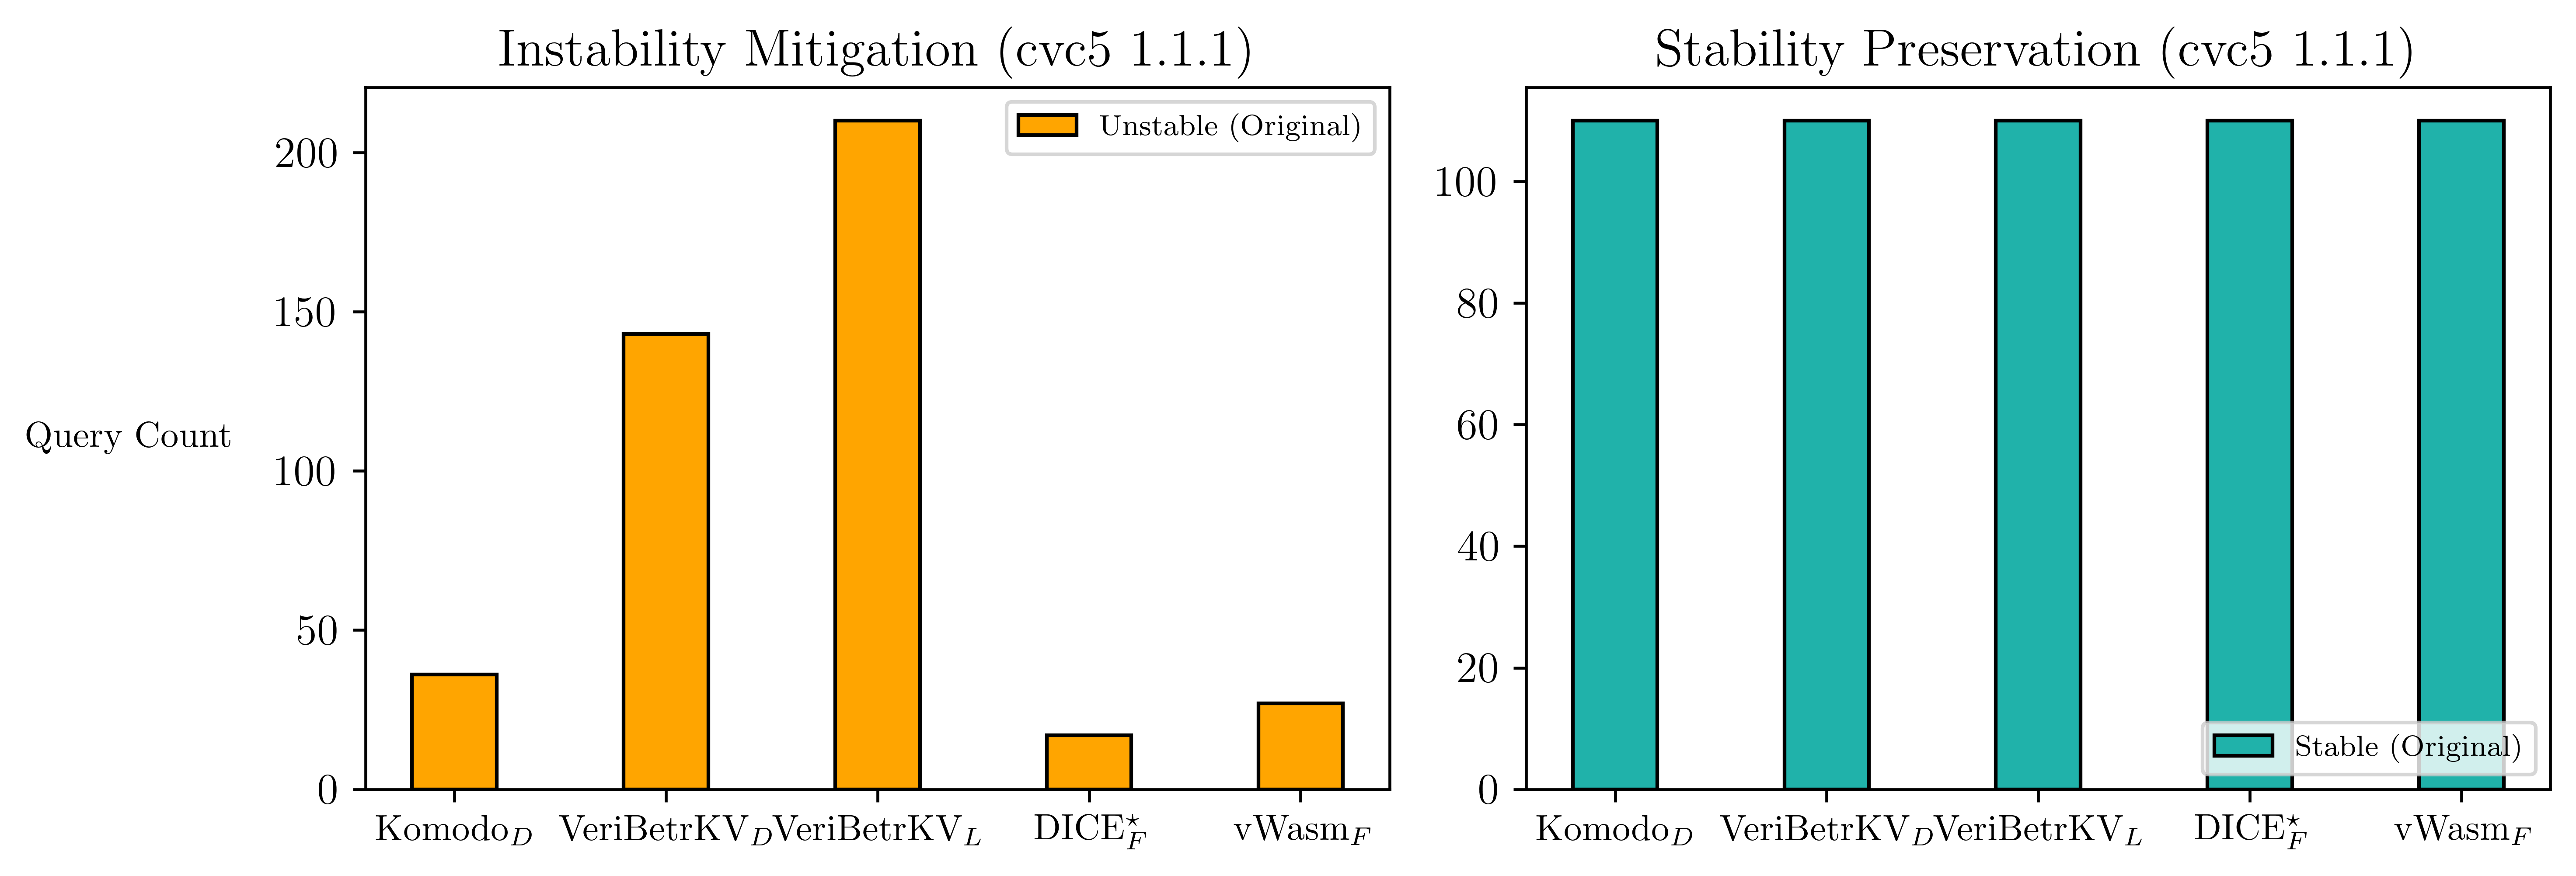 Instability Mitigation (cvc5 1.1.1)
Unstable (Original)
200
150
100
50
0
Query Count
Komodo_D VeriBetrKV_D VeriBetrKV_L DICE^⋆_F vWasm_F
Stability Preservation (cvc5 1.1.1)
100
80
60
40
20
0
Stable (Original)
Komodo_D VeriBetrKV_D VeriBetrKV_L DICE^⋆_F vWasm_F